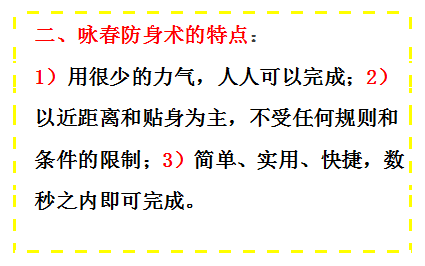 二、咏春防身术的特点：
1）用很少的力气，人人可以完成；2）
以近距离和贴身为主，不受任何规则和
条件的限制；3）简单、实用、快捷，数
秒之内即可完成。